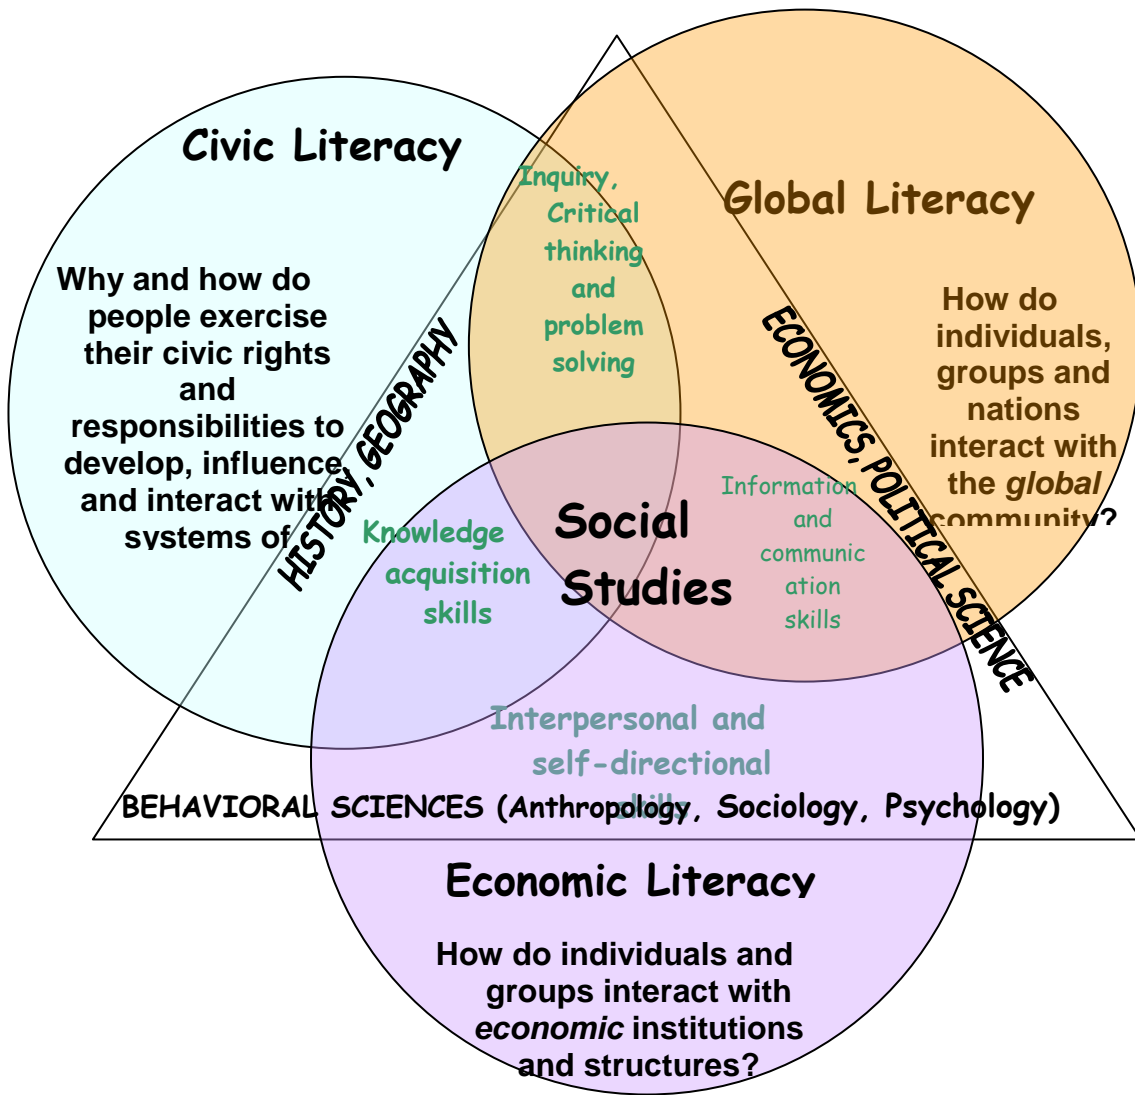 Civic Literacy
Why and how do
people exercise
their civic rights
and
responsibilities to
develop, influence,
and interact with
systems of
Inquiry,
Critical
thinking
and
problem
solving
Global Literacy
How do
individuals,
groups and
nations
interact with
the global
community?
HISTORY, GEOGRAPHY
ECONOMICS, POLITICAL SCIENCE
Knowledge
acquisition
skills
Social
Studies
Information
and
communic
ation
skills
Interpersonal and
self-directional
skills
BEHAVIORAL SCIENCES (Anthropology, Sociology, Psychology)
Economic Literacy
How do individuals and
groups interact with
economic institutions
and structures?